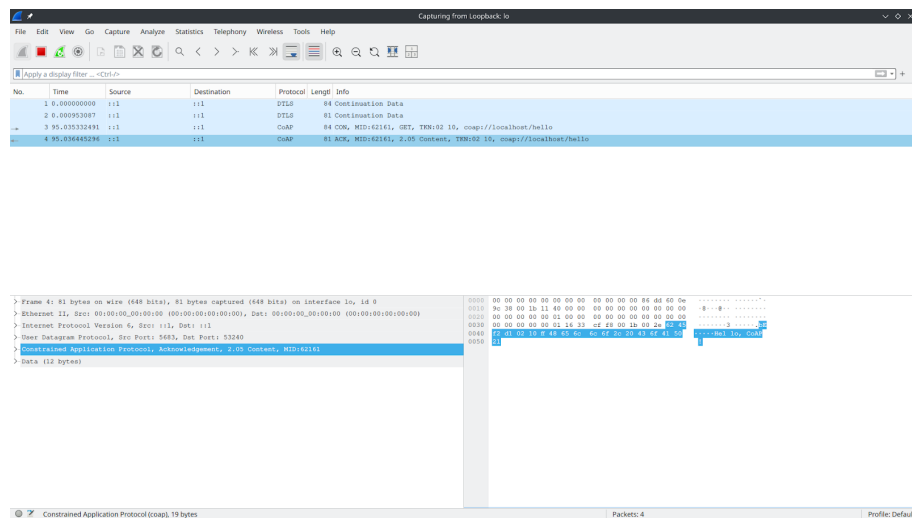 Capturing from Loopback: lo
File Edit View Go Capture Analyze Statistics Telephony Wireless Tools Help
Apply a display filter ... <Ctrl-/>
No. Time Source Destination Protocol Lengtl Info
1 0.000000000 ::1 ::1 DTLS 84 Continuation Data
2 0.000953087 ::1 ::1 DTLS 81 Continuation Data
3 95.035332491 ::1 ::1 CoAP 84 CON, MID:62161, GET, TKN:02 10, coap://localhost/hello
4 95.036445296 ::1 ::1 CoAP 81 ACK, MID:62161, 2.05 Content, TKN:02 10, coap://localhost/hello
Frame 4: 81 bytes on wire (648 bits), 81 bytes captured (648 bits) on interface lo, id 0
Ethernet II, Src: 00:00:00_00:00:00 (00:00:00:00:00:00), Dst: 00:00:00_00:00:00 (00:00:00:00:00:00)
Internet Protocol Version 6, Src: ::1, Dst: ::1
User Datagram Protocol, Src Port: 5683, Dst Port: 53240
Constrained Application Protocol, Acknowledgement, 2.05 Content, MID:62161
Data (12 bytes)
0000 00 00 00 00 00 00 00 00 00 00 00 00 86 dd 60 0e
0010 9c 38 00 1b 11 40 00 00 00 00 00 00 00 00 00 00
0020 00 00 00 00 00 01 00 00 00 00 00 00 00 00 00 00
0030 00 00 00 00 00 01 16 33 cf f8 00 1b 00 2e 62 45
0040 f2 d1 02 10 ff 48 65 6c 6c 6f 2c 20 43 6f 41 50 ·····Hel lo, CoAP
0050 21 !
Constrained Application Protocol (coap), 19 bytes
Packets: 4
Profile: Defaul